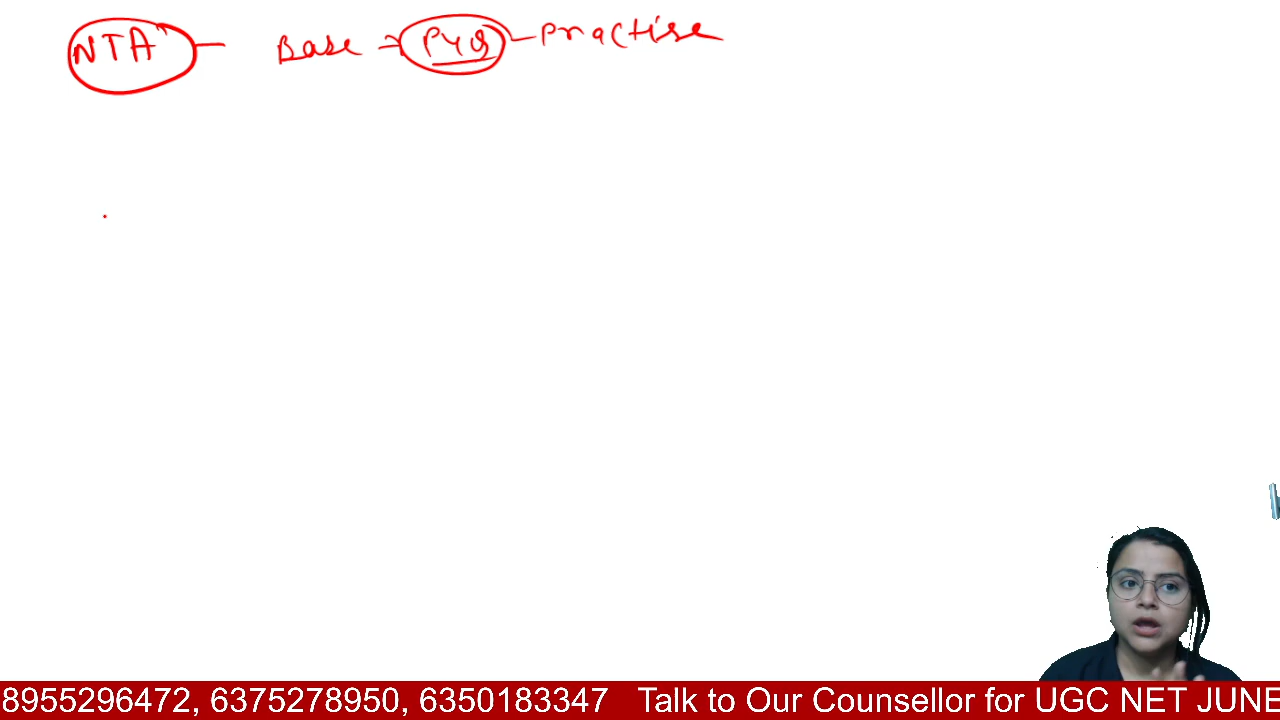 NTA - Base → PYQ - Practise
8955296472, 6375278950, 6350183347 Talk to Our Counsellor for UGC NET JUNE